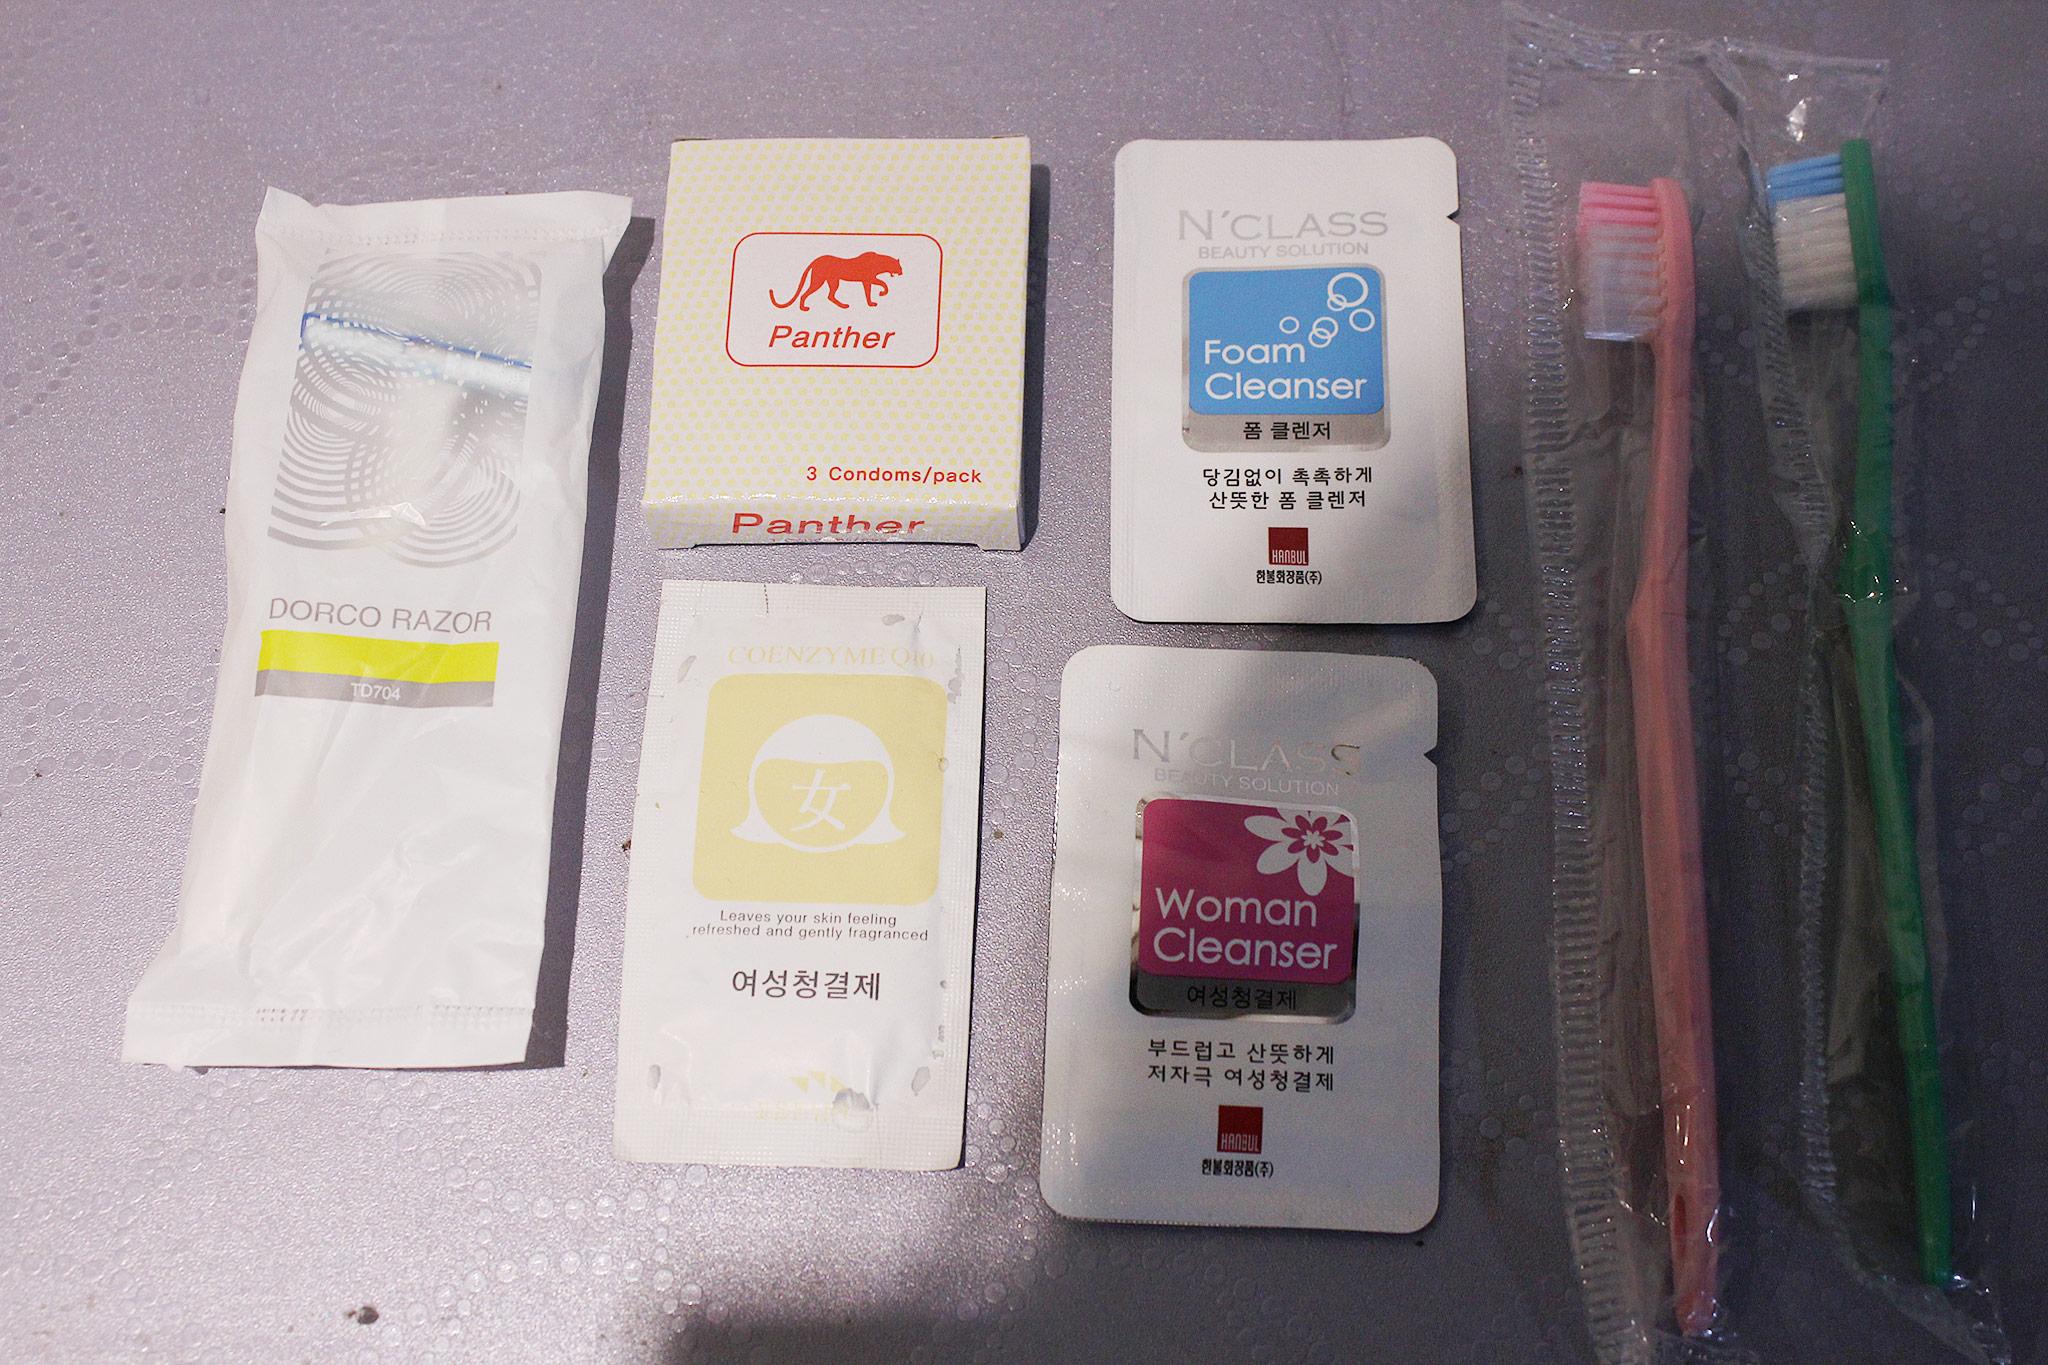 DORCO RAZOR
TD704
Panther
3 Condoms/pack
Panther
COENZYME Q10
女
Leaves your skin feeling
refreshed and gently fragranced
여성청결제
N'CLASS
BEAUTY SOLUTION
Foam
Cleanser
폼 클렌저
당김없이 촉촉하게
산뜻한 폼 클렌저
HANBUL
한불화장품(주)
N'CLASS
BEAUTY SOLUTION
Woman
Cleanser
여성청결제
부드럽고 산뜻하게
저자극 여성청결제
HANBUL
한불화장품(주)